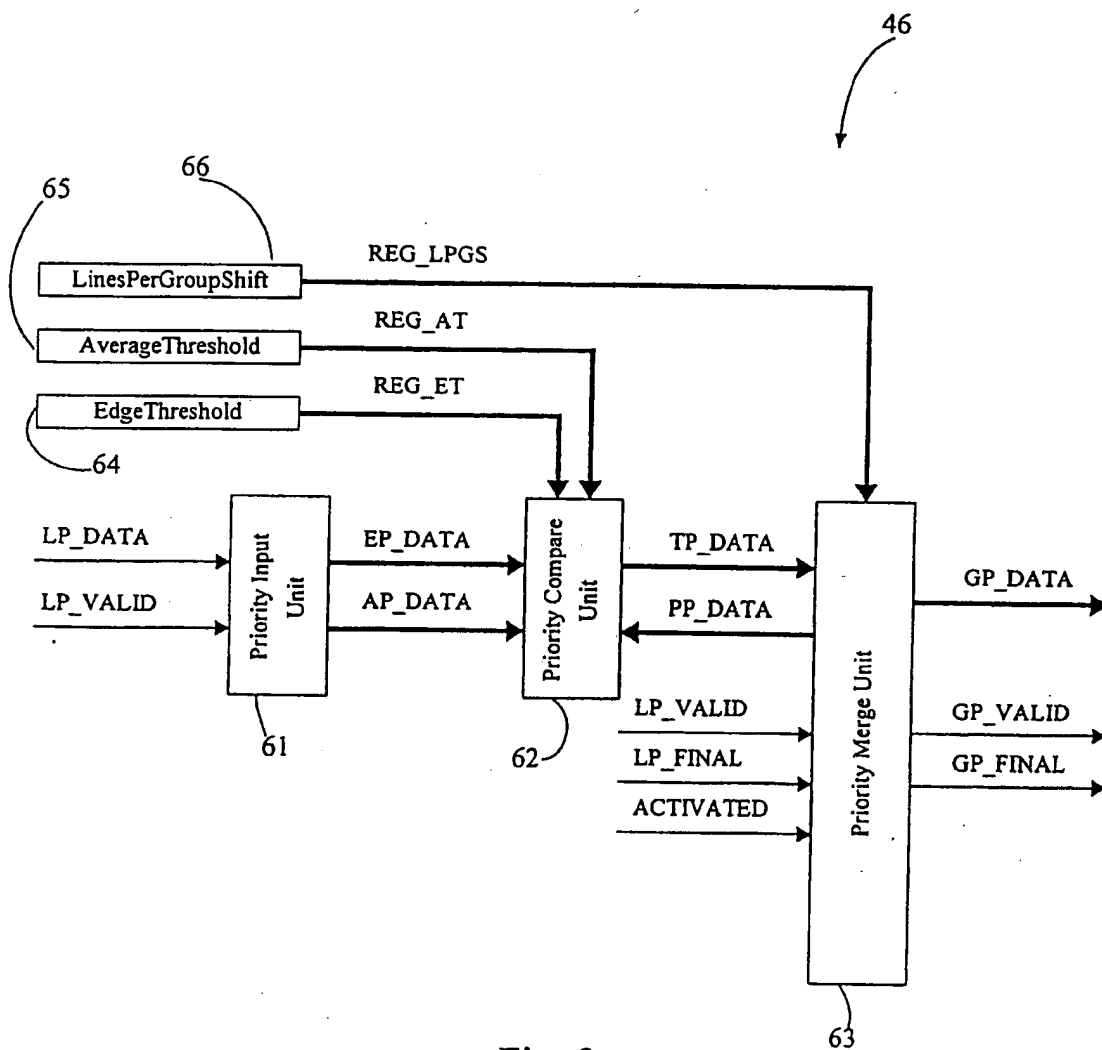 46
66
65
REG_LPGS
LinesPerGroupShift
REG_AT
AverageThreshold
REG_ET
EdgeThreshold
64
LP_DATA
LP_VALID
Priority Input
Unit
61
EP_DATA
AP_DATA
Priority Compare
Unit
62
TP_DATA
PP_DATA
LP_VALID
LP_FINAL
ACTIVATED
Priority Merge Unit
63
GP_DATA
GP_VALID
GP_FINAL